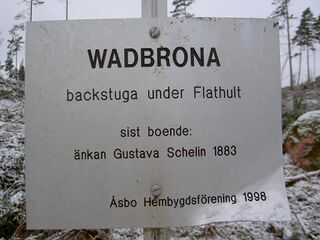 WADBRONA
backstuga under Flathult
sist boende:
änkan Gustava Schelin 1883
Åsbo Hembygdsförening 1998